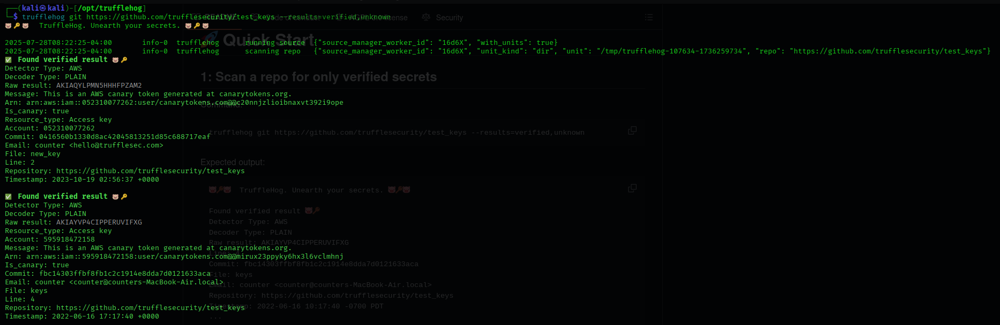 ┌──(kali㉿kali)-[/opt/trufflehog]
└─$ trufflehog git https://github.com/trufflesecurity/test_keys --results=verified,unknown
🐷🔑🐷  TruffleHog. Unearth your secrets. 🐷🔑🐷
2025-07-28T08:22:25-04:00       info-0  trufflehog      running source  {"source_manager_worker_id": "16d6X", "with_units": true}
2025-07-28T08:22:25-04:00       info-0  trufflehog      scanning repo   {"source_manager_worker_id": "16d6X", "unit_kind": "dir", "unit": "/tmp/trufflehog-107634-1736259734", "repo": "https://github.com/trufflesecurity/test_keys"}
✅ Found verified result 🐷🔑
Detector Type: AWS
Decoder Type: PLAIN
Raw result: AKIAQYLPMN5HHHFPZAM2
Message: This is an AWS canary token generated at canarytokens.org.
Arn: arn:aws:iam::052310077262:user/canarytokens.com@@c20nnjzlioibnaxvt392i9ope
Is_canary: true
Resource_type: Access key
Account: 052310077262
Commit: 0416560b1330d8ac42045813251d85c688717eaf
Email: counter <hello@trufflesec.com>
File: new_key
Line: 2
Repository: https://github.com/trufflesecurity/test_keys
Timestamp: 2023-10-19 02:56:37 +0000
✅ Found verified result 🐷🔑
Detector Type: AWS
Decoder Type: PLAIN
Raw result: AKIAYVP4CIPPERUVIFXG
Resource_type: Access key
Account: 595918472158
Message: This is an AWS canary token generated at canarytokens.org.
Arn: arn:aws:iam::595918472158:user/canarytokens.com@@mirux23ppyky6hx3l6vclmhnj
Is_canary: true
Commit: fbc14303ffbf8fb1c2c1914e8dda7d0121633aca
Email: counter <counter@counters-MacBook-Air.local>
File: keys
Line: 4
Repository: https://github.com/trufflesecurity/test_keys
Timestamp: 2022-06-16 17:17:40 +0000
Security
🚀 Quick Start
1: Scan a repo for only verified secrets
Command:
trufflehog git https://github.com/trufflesecurity/test_keys --results=verified,unknown
Expected output:
🐷🔑🐷  TruffleHog. Unearth your secrets. 🐷🔑🐷
Found verified result 🐷🔑
Detector Type: AWS
Decoder Type: PLAIN
Raw result: AKIAYVP4CIPPERUVIFXG
Line: 4
Commit: fbc14303ffbf8fb1c2c1914e8dda7d0121633aca
File: keys
Email: counter <counter@counters-MacBook-Air.local>
Repository: https://github.com/trufflesecurity/test_keys
Timestamp: 2022-06-16 10:17:40 -0700 PDT
...